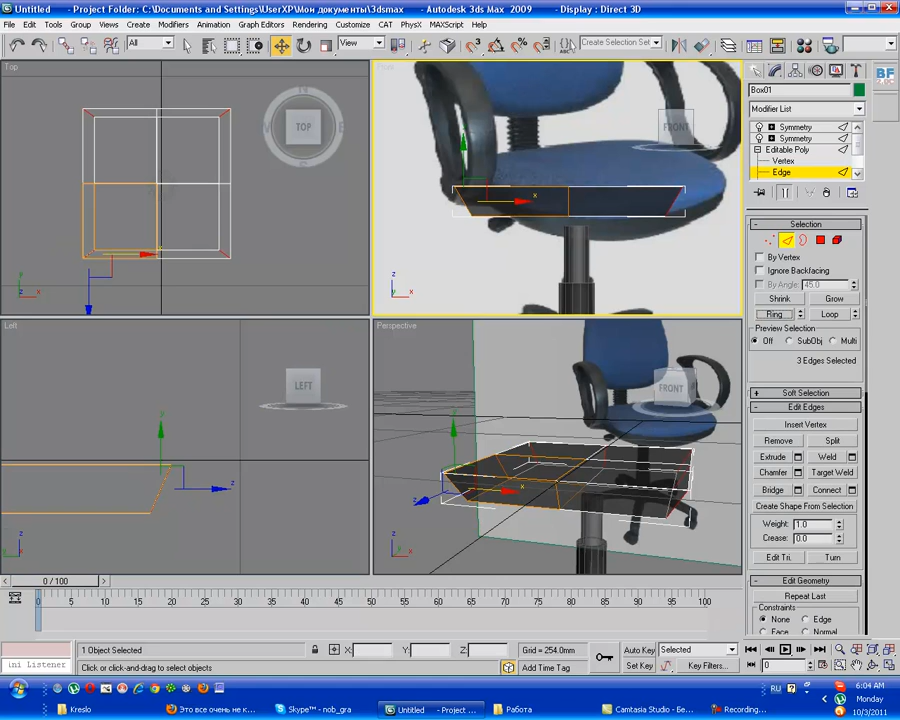 Untitled - Project Folder: C:\Documents and Settings\UserXP\Мои документы\3dsmax - Autodesk 3ds Max 2009 - Display : Direct 3D
File Edit Tools Group Views Create Modifiers Animation Graph Editors Rendering Customize CAT PhysX MAXScript Help
All View Create Selection Set
BF
Top
TOP
FRONT
Left
LEFT
Perspective
FRONT
Box01
Modifier List
Symmetry
Symmetry
Editable Poly
Vertex
Edge
Selection
By Vertex
Ignore Backfacing
By Angle: 45.0
Shrink Grow
Ring Loop
Preview Selection
Off SubObj Multi
3 Edges Selected
Soft Selection
Edit Edges
Insert Vertex
Remove Split
Extrude Weld
Chamfer Target Weld
Bridge Connect
Create Shape From Selection
Weight: 1.0
Crease: 0.0
Edit Tri. Turn
Edit Geometry
Repeat Last
Constraints
None Edge
Face Normal
0 / 100
0 5 10 15 20 25 30 35 40 45 50 55 60 65 70 75 80 85 90 95 100
1 Object Selected X: Y: Z: Grid = 254.0mm Auto Key Selected
ini Listener Click or click-and-drag to select objects Add Time Tag Set Key Key Filters... 0
RU 6:04 AM
Monday
10/3/2011
Kreslo Это все очень не к... Skype™ - nob_gra Untitled - Project ... Работа Camtasia Studio - Бе... Recording...